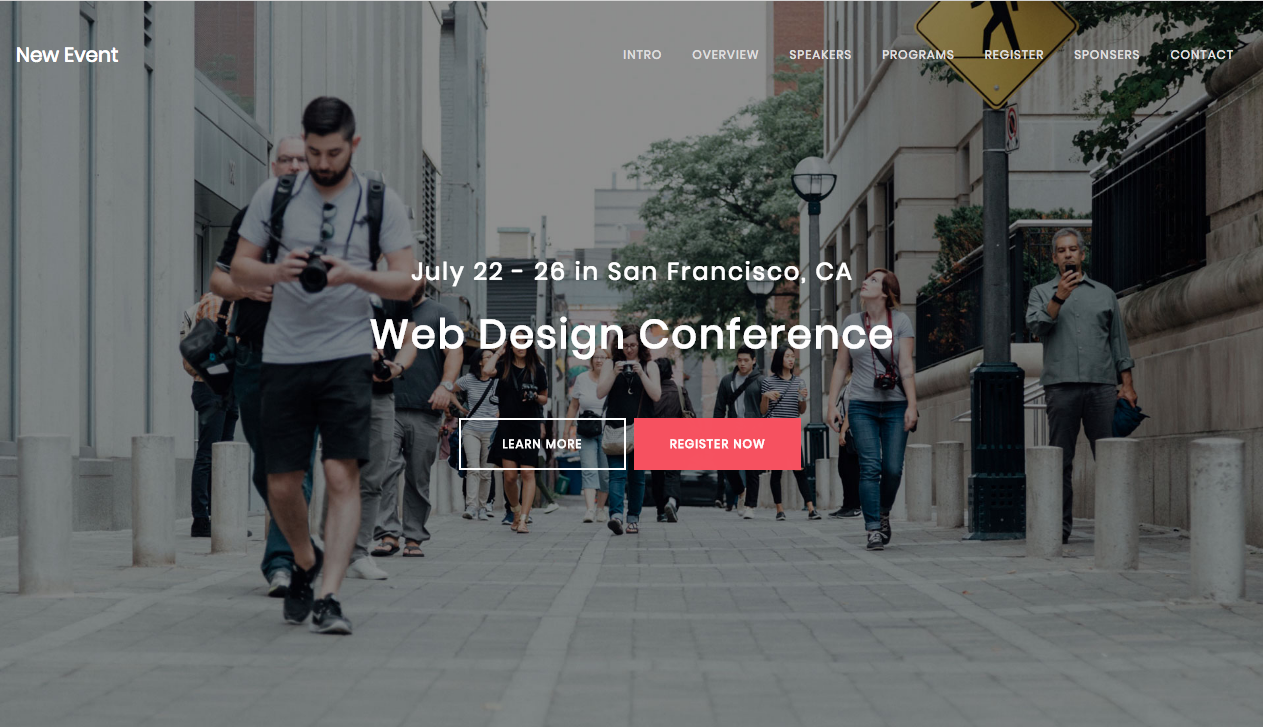 New Event
INTRO OVERVIEW SPEAKERS PROGRAMS REGISTER SPONSERS CONTACT
July 22 - 26 in San Francisco, CA
Web Design Conference
LEARN MORE REGISTER NOW